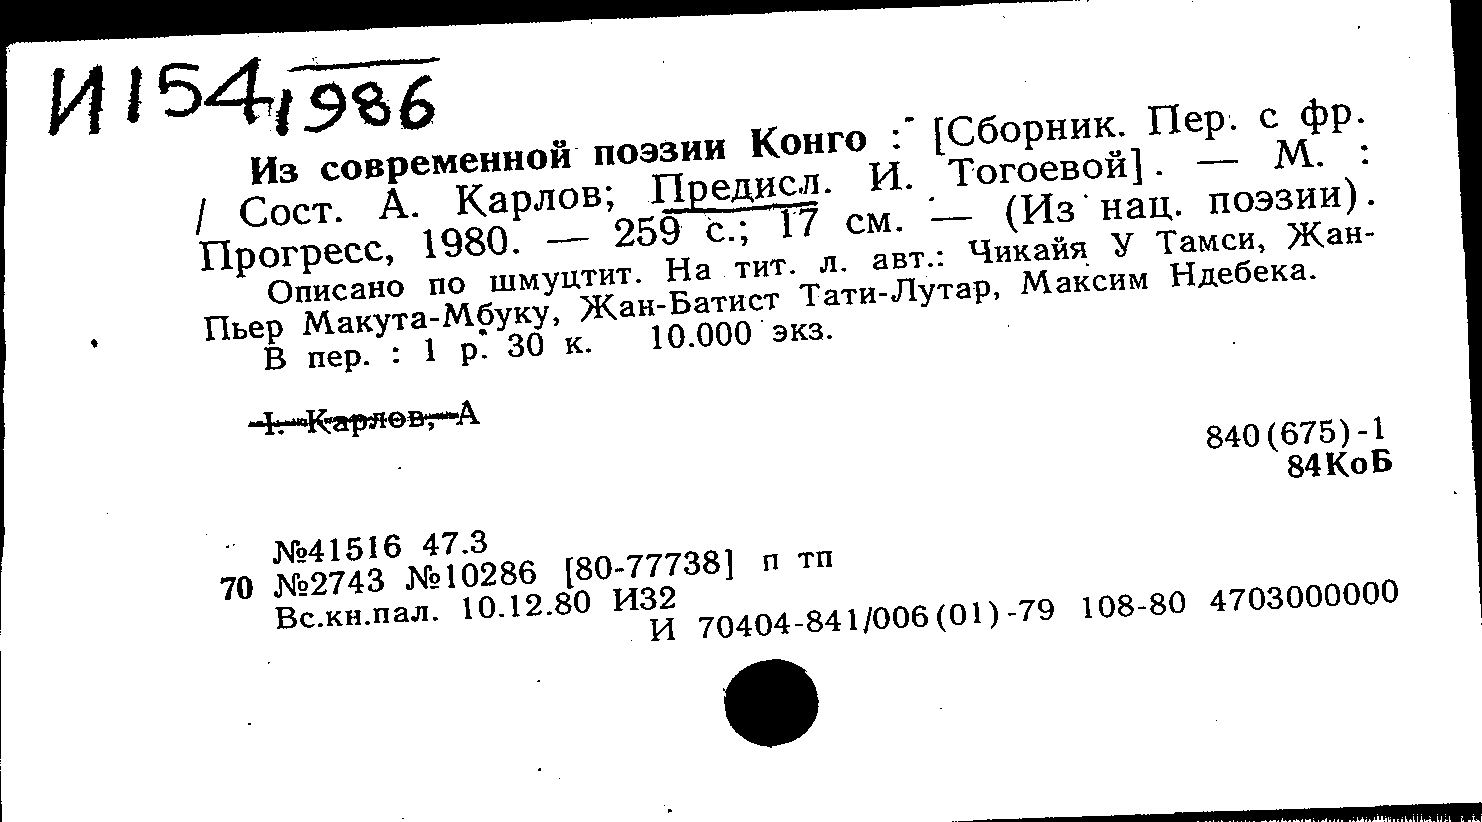 И154 1986
Из современной поэзии Конго : [Сборник. Пер. с фр.
/ Сост. А. Карлов; Предисл. И. Тогоевой]. — М. :
Прогресс, 1980. — 259 с.; 17 см. — (Из нац. поэзии).
Описано по шмуцтит. На тит. л. авт.: Чикайя У Тамси, Жан-
Пьер Макута-Мбуку, Жан-Батист Тати-Лутар, Максим Ндебека.
В пер. : 1 р. 30 к. 10.000 экз.
I. Карлов, А
840(675)-1
84КоБ
№41516 47.3
70 №2743 №10286 [80-77738] п тп
Вс.кн.пал. 10.12.80 И32
И 70404-841/006(01)-79 108-80 4703000000